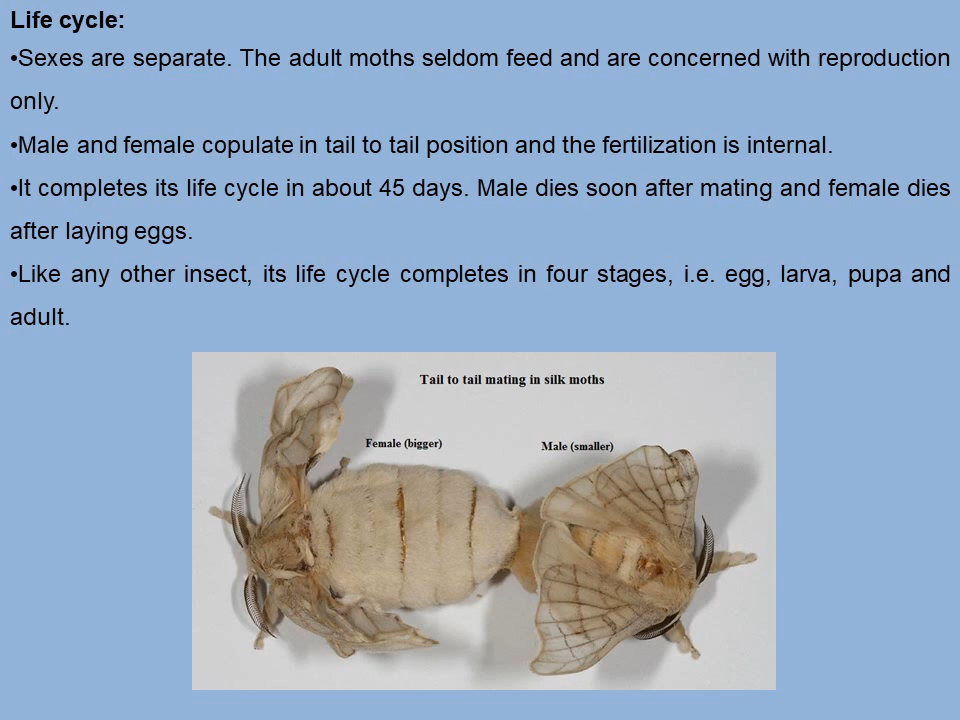 Life cycle:
•Sexes are separate. The adult moths seldom feed and are concerned with reproduction
only.
•Male and female copulate in tail to tail position and the fertilization is internal.
•It completes its life cycle in about 45 days. Male dies soon after mating and female dies
after laying eggs.
•Like any other insect, its life cycle completes in four stages, i.e. egg, larva, pupa and
adult.
Tail to tail mating in silk moths
Female (bigger)
Male (smaller)